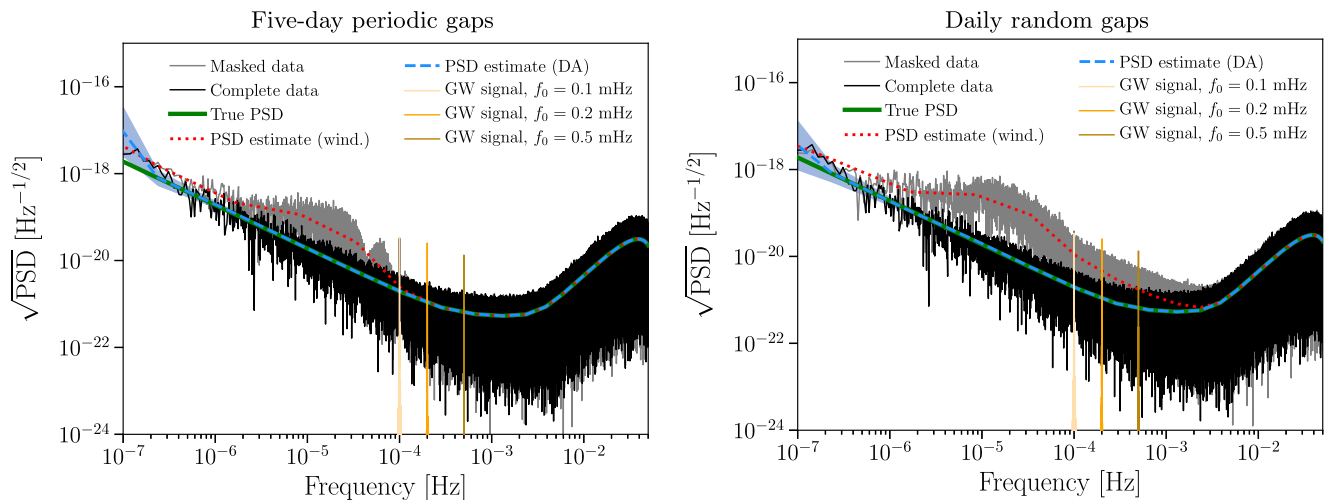 Five-day periodic gaps
Masked data
Complete data
True PSD
PSD estimate (wind.)
PSD estimate (DA)
GW signal, f₀ = 0.1 mHz
GW signal, f₀ = 0.2 mHz
GW signal, f₀ = 0.5 mHz
√PSD [Hz⁻¹/²]
10⁻¹⁶
10⁻¹⁸
10⁻²⁰
10⁻²²
10⁻²⁴
10⁻⁷
10⁻⁶
10⁻⁵
10⁻⁴
10⁻³
10⁻²
Frequency [Hz]
Daily random gaps
Masked data
Complete data
True PSD
PSD estimate (wind.)
PSD estimate (DA)
GW signal, f₀ = 0.1 mHz
GW signal, f₀ = 0.2 mHz
GW signal, f₀ = 0.5 mHz
√PSD [Hz⁻¹/²]
10⁻¹⁶
10⁻¹⁸
10⁻²⁰
10⁻²²
10⁻²⁴
10⁻⁷
10⁻⁶
10⁻⁵
10⁻⁴
10⁻³
10⁻²
Frequency [Hz]